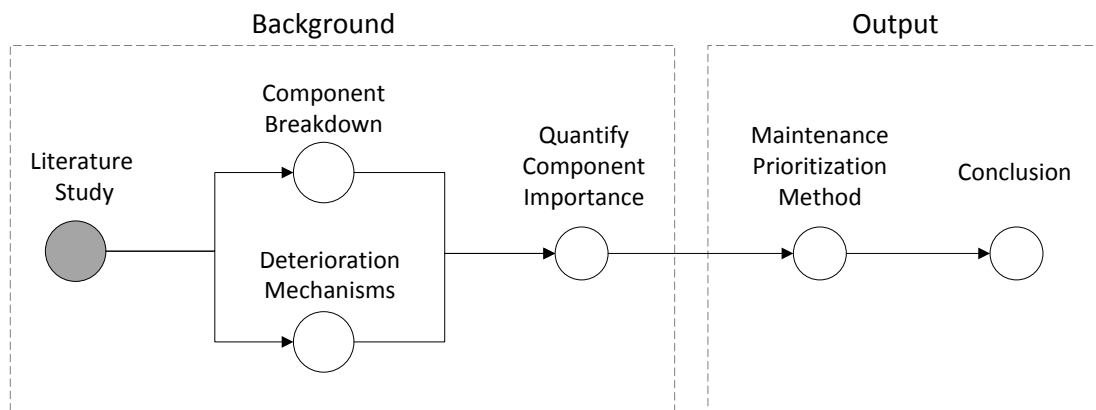 Background
Output
Literature
Study
Component
Breakdown
Deterioration
Mechanisms
Quantify
Component
Importance
Maintenance
Prioritization
Method
Conclusion